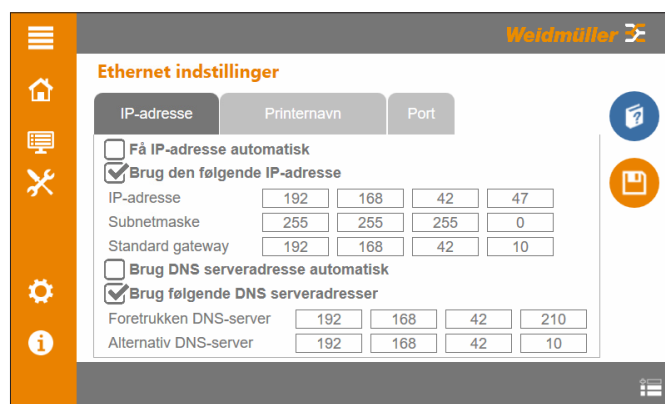 Weidmüller
Ethernet indstillinger
IP-adresse Printernavn Port
Få IP-adresse automatisk
Brug den følgende IP-adresse
IP-adresse 192 168 42 47
Subnetmaske 255 255 255 0
Standard gateway 192 168 42 10
Brug DNS serveradresse automatisk
Brug følgende DNS serveradresser
Foretrukken DNS-server 192 168 42 210
Alternativ DNS-server 192 168 42 10